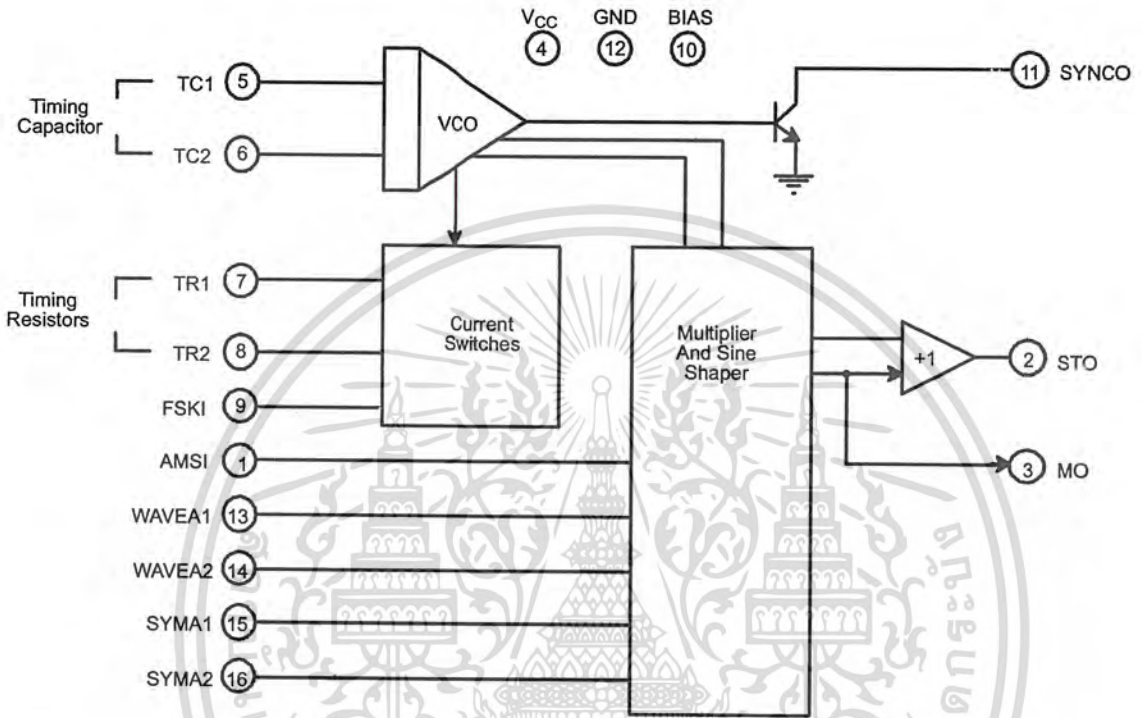 VCC GND BIAS
4 12 10
TC1 5
Timing
Capacitor
TC2 6
VCO
11 SYNCO
TR1 7
Timing
Resistors
TR2 8
FSKI 9
Current
Switches
Multiplier
And Sine
Shaper
+1
2 STO
3 MO
AMSI 1
WAVEA1 13
WAVEA2 14
SYMA1 15
SYMA2 16